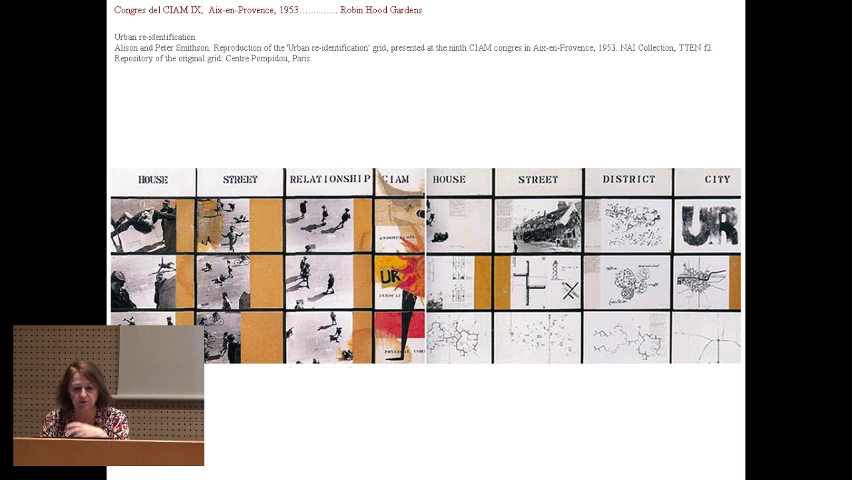 Congres del CIAM IX, Aix-en-Provence, 1953.............. Robin Hood Gardens
Urban re-identification
Alison and Peter Smithson. Reproduction of the 'Urban re-identification' grid, presented at the ninth CIAM congres in Aix-en-Provence, 1953. NAI Collection, TTEN f2.
Repository of the original grid: Centre Pompidou, Paris.
HOUSE STREET RELATIONSHIP CIAM HOUSE STREET DISTRICT CITY
UR
UR